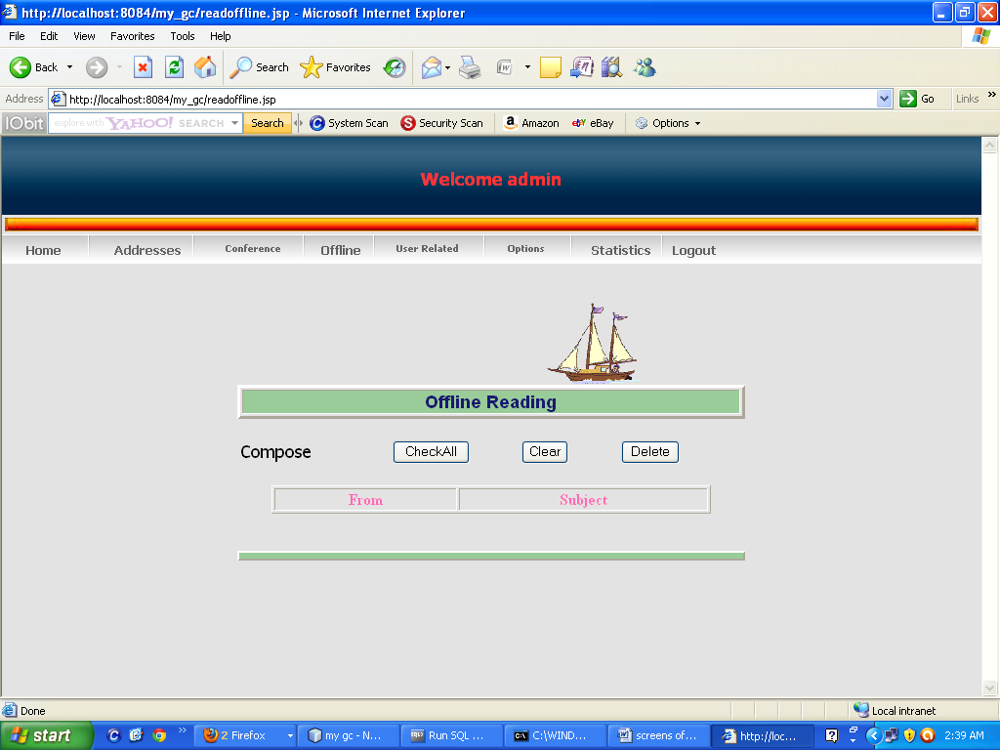 http://localhost:8084/my_gc/readoffline.jsp - Microsoft Internet Explorer
File Edit View Favorites Tools Help
Back Search Favorites
Address http://localhost:8084/my_gc/readoffline.jsp Go Links »
IObit explore with YAHOO! SEARCH Search System Scan Security Scan Amazon eBay Options
Welcome admin
Home Addresses Conference Offline User Related Options Statistics Logout
Offline Reading
Compose CheckAll Clear Delete
From Subject
Done Local intranet
start 2 Firefox my gc - N... Run SQL ... C:\WIND... screens of... http://loc... 2:39 AM